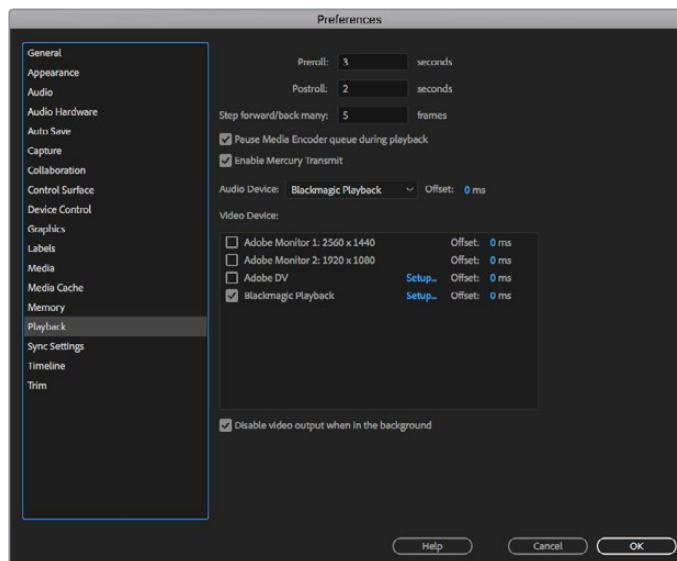 Preferences
General
Appearance
Audio
Audio Hardware
Auto Save
Capture
Collaboration
Control Surface
Device Control
Graphics
Labels
Media
Media Cache
Memory
Playback
Sync Settings
Timeline
Trim
Preroll: 3 seconds
Postroll: 2 seconds
Step forward/back many: 5 frames
Pause Media Encoder queue during playback
Enable Mercury Transmit
Audio Device: Blackmagic Playback Offset: 0 ms
Video Device:
Adobe Monitor 1: 2560 x 1440 Offset: 0 ms
Adobe Monitor 2: 1920 x 1080 Offset: 0 ms
Adobe DV Setup... Offset: 0 ms
Blackmagic Playback Setup... Offset: 0 ms
Disable video output when in the background
Help Cancel OK